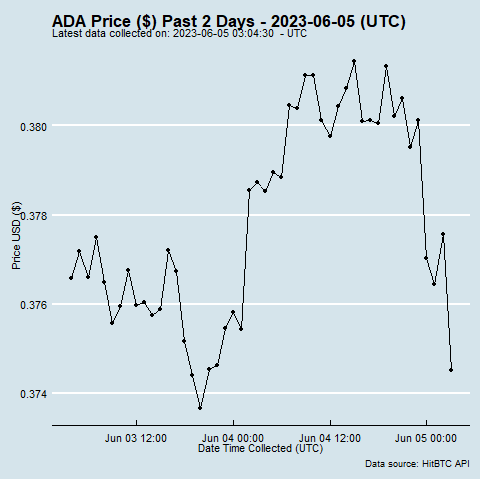 ADA Price ($) Past 2 Days - 2023-06-05 (UTC)
Latest data collected on: 2023-06-05 03:04:30 - UTC
0.380
0.378
0.376
0.374
Price USD ($)
Jun 03 12:00 Jun 04 00:00 Jun 04 12:00 Jun 05 00:00
Date Time Collected (UTC)
Data source: HitBTC API